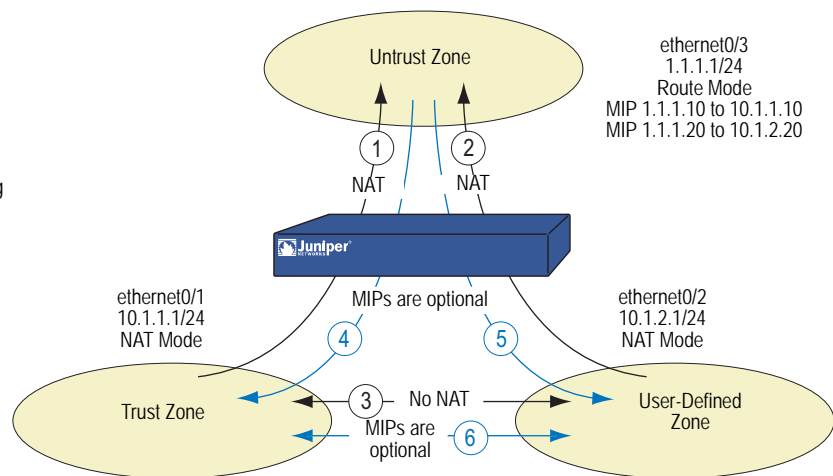 Untrust Zone
ethernet0/3
1.1.1.1/24
Route Mode
MIP 1.1.1.10 to 10.1.1.10
MIP 1.1.1.20 to 10.1.2.20
1
2
NAT
NAT
g
Juniper
NETWORKS
MIPs are optional
ethernet0/1
10.1.1.1/24
NAT Mode
ethernet0/2
10.1.2.1/24
NAT Mode
4
5
Trust Zone
3
No NAT
User-Defined
Zone
MIPs are
optional
6